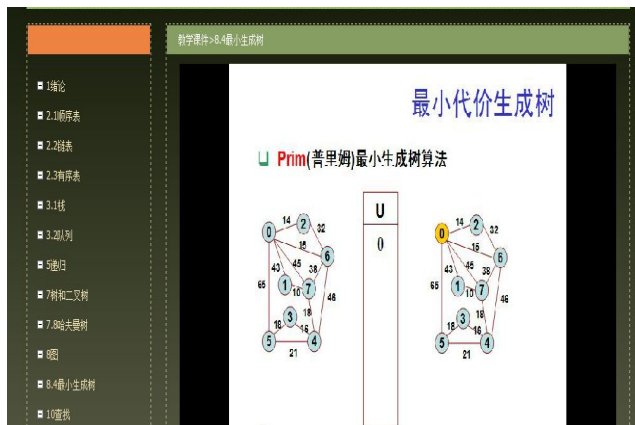 教学课件>8.4最小生成树
1绪论
2.1顺序表
2.2链表
2.3有序表
3.1栈
3.2队列
5递归
7树和二叉树
7.8哈夫曼树
8图
8.4最小生成树
10查找
最小代价生成树
Prim(普里姆)最小生成树算法
U
0
14
2
32
0
15
6
43
45
38
65
1
10
7
46
18
3
18
16
5
4
21
14
2
32
0
15
6
43
45
38
65
1
10
7
46
18
3
18
16
5
4
21